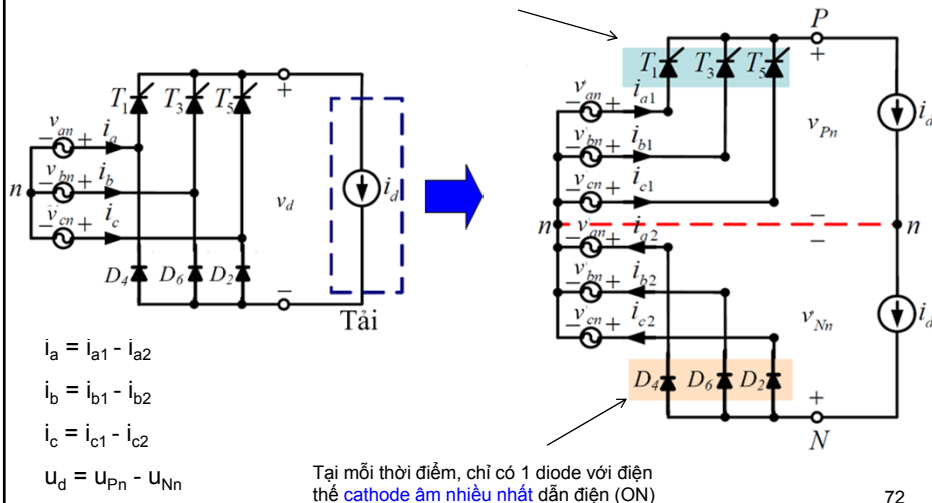 P
+
T1 T3 T5
van
− + ia1
vbn
− + ib1
vcn
− + ic1
vPn
id
n
−
−
n
van
− + ia2
vbn
− + ib2
vcn
− + ic2
vNn
id
D4 D6 D2
+
N
T1 T3 T5
+
van
− + ia
vbn
n − + ib
vcn
− + ic
vd
id
D4 D6 D2
−
Tải
ia = ia1 - ia2
ib = ib1 - ib2
ic = ic1 - ic2
ud = uPn - uNn
Tại mỗi thời điểm, chỉ có 1 diode với điện
thế cathode âm nhiều nhất dẫn điện (ON)
72